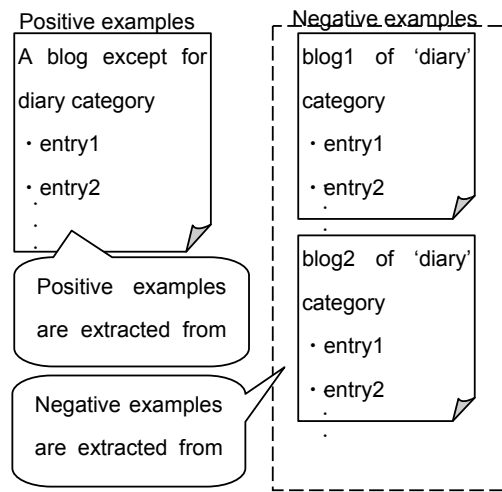 Positive examples
A blog except for
diary category
・entry1
・entry2
Positive examples
are extracted from
Negative examples
are extracted from
Negative examples
blog1 of ‘diary’
category
・entry1
・entry2
blog2 of ‘diary’
category
・entry1
・entry2